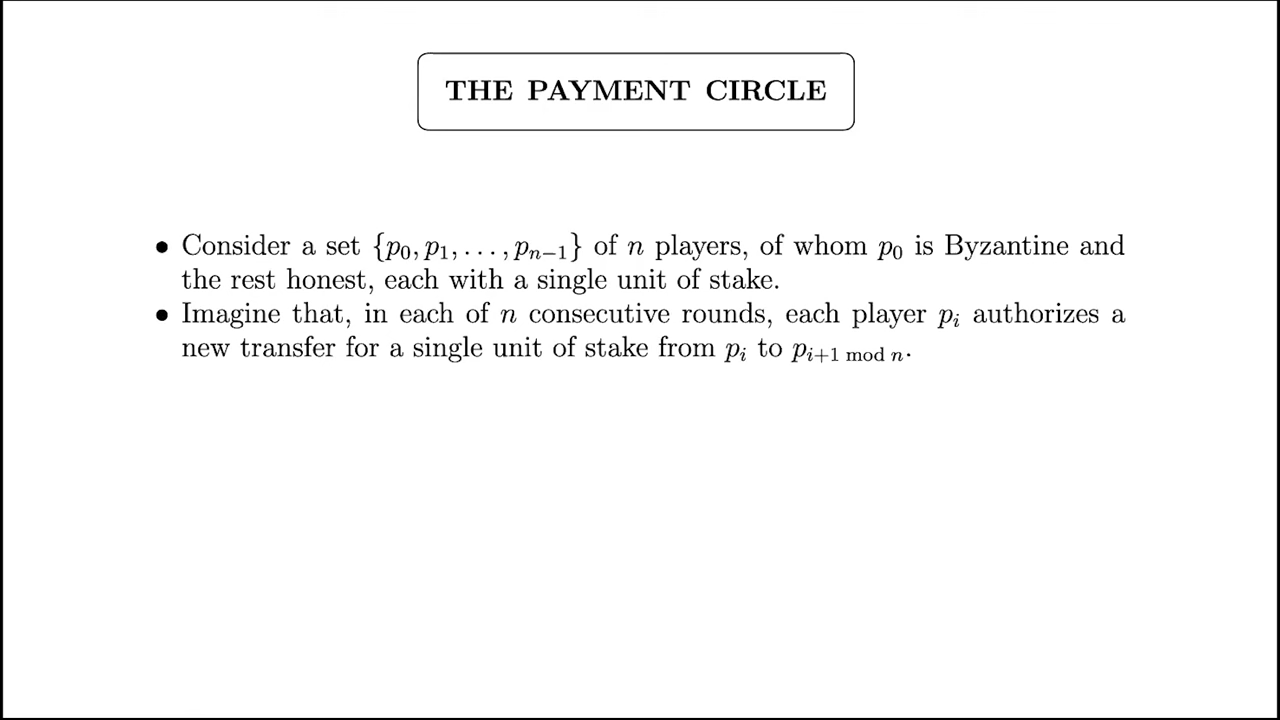 THE PAYMENT CIRCLE
• Consider a set {p₀, p₁, . . . , pₙ₋₁} of n players, of whom p₀ is Byzantine and
the rest honest, each with a single unit of stake.
• Imagine that, in each of n consecutive rounds, each player pᵢ authorizes a
new transfer for a single unit of stake from pᵢ to pᵢ₊₁ mod n.